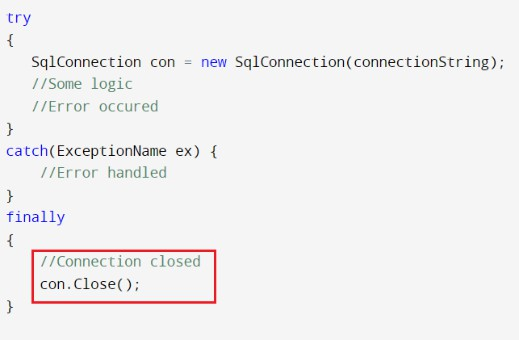 try
{
SqlConnection con = new SqlConnection(connectionString);
//Some logic
//Error occured
}
catch(ExceptionName ex) {
//Error handled
}
finally
{
//Connection closed
con.Close();
}